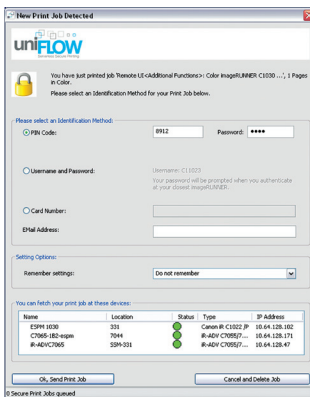 New Print Job Detected
uniFLOW
Serverless Secure Printing
You have just printed job 'Remote UI<Additional Functions>: Color imageRUNNER C1030 ...', 1 Pages
in Color.
Please select an Identification Method for your Print Job below.
Please select an Identification Method:
PIN Code:
8912
Password:
••••
Username and Password:
Username: C11023
Your password will be prompted when you authenticate
at your closest imageRUNNER.
Card Number:
EMail Address:
Setting Options:
Remember settings:
Do not remember
You can fetch your print job at these devices:
Name Location Status Type IP Address
ESPM 1030 331 Canon iR C1022 /P 10.64.128.102
C7065-1B2-espm 7044 iR-ADV C7055/7... 10.64.128.171
iR-ADVC7065 SSM-331 iR-ADV C7055/7... 10.64.128.47
Ok, Send Print Job
Cancel and Delete Job
0 Secure Print Jobs queued